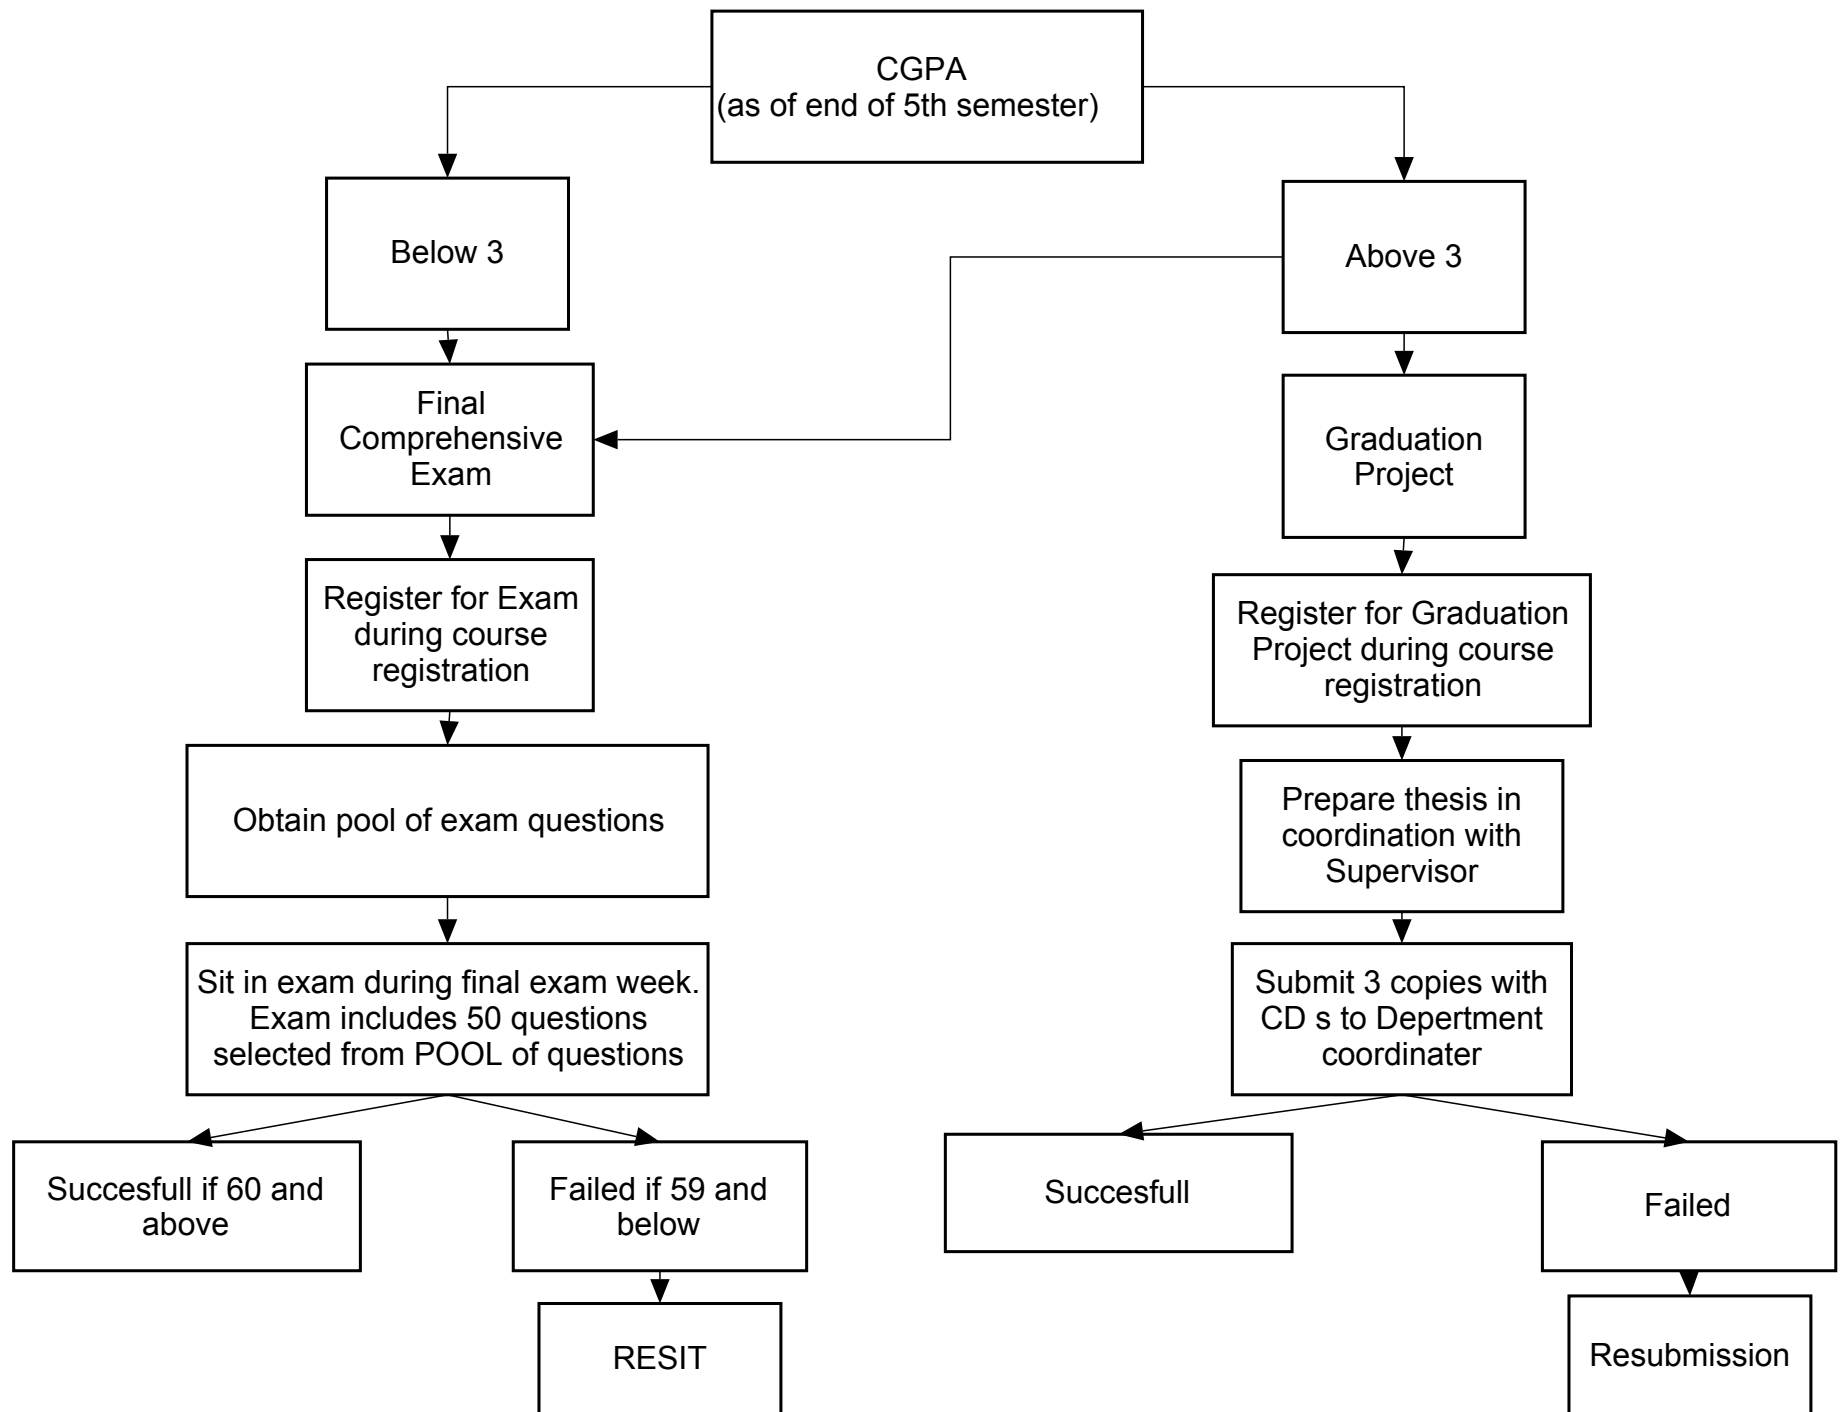 CGPA
(as of end of 5th semester)
Below 3
Above 3
Final
Comprehensive
Exam
Graduation
Project
Register for Exam
during course
registration
Register for Graduation
Project during course
registration
Obtain pool of exam questions
Prepare thesis in
coordination with
Supervisor
Sit in exam during final exam week.
Exam includes 50 questions
selected from POOL of questions
Submit 3 copies with
CD s to Depertment
coordinater
Succesfull if 60 and
above
Failed if 59 and
below
Succesfull
Failed
RESIT
Resubmission